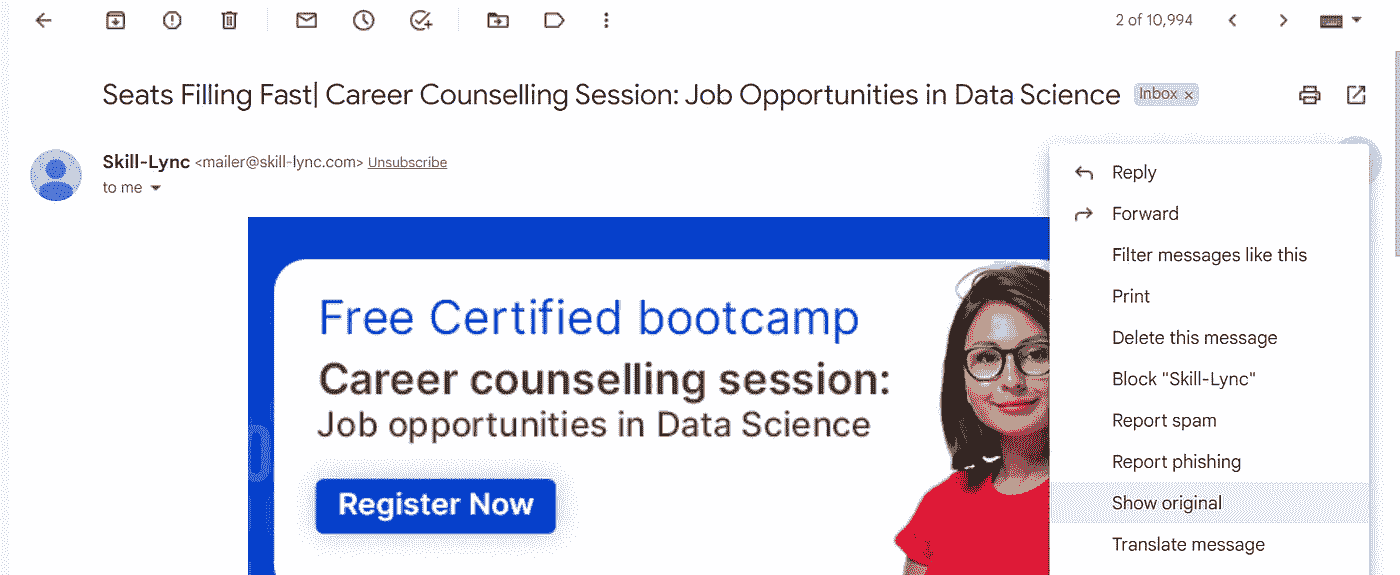 2 of 10,994
Seats Filling Fast| Career Counselling Session: Job Opportunities in Data Science Inbox ×
Skill-Lync <mailer@skill-lync.com> Unsubscribe
to me
Free Certified bootcamp
Career counselling session:
Job opportunities in Data Science
Register Now
Reply
Forward
Filter messages like this
Print
Delete this message
Block "Skill-Lync"
Report spam
Report phishing
Show original
Translate message